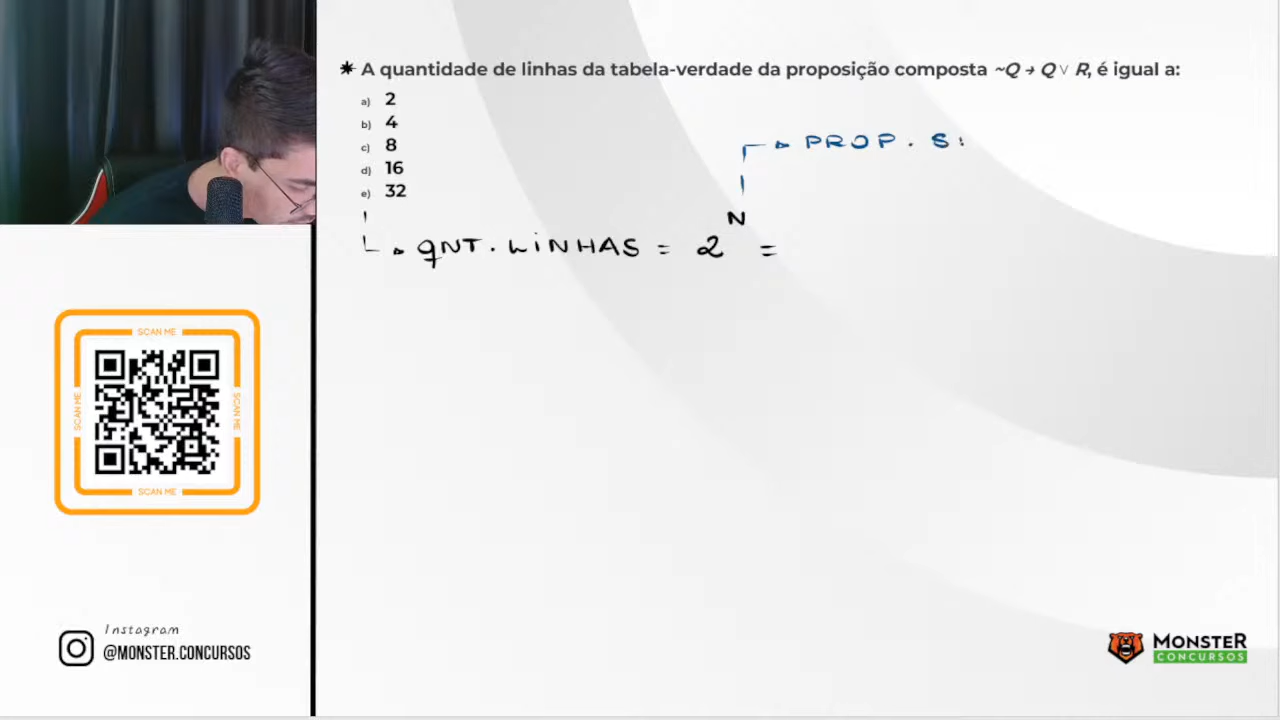 ✷ A quantidade de linhas da tabela-verdade da proposição composta ~Q → Q ∨ R, é igual a:
a) 2
b) 4
c) 8
d) 16
e) 32
PROP. S
N
QNT. LINHAS = 2 =
SCAN ME
SCAN ME
SCAN ME
SCAN ME
Instagram
@MONSTER.CONCURSOS
MONSTER
CONCURSOS